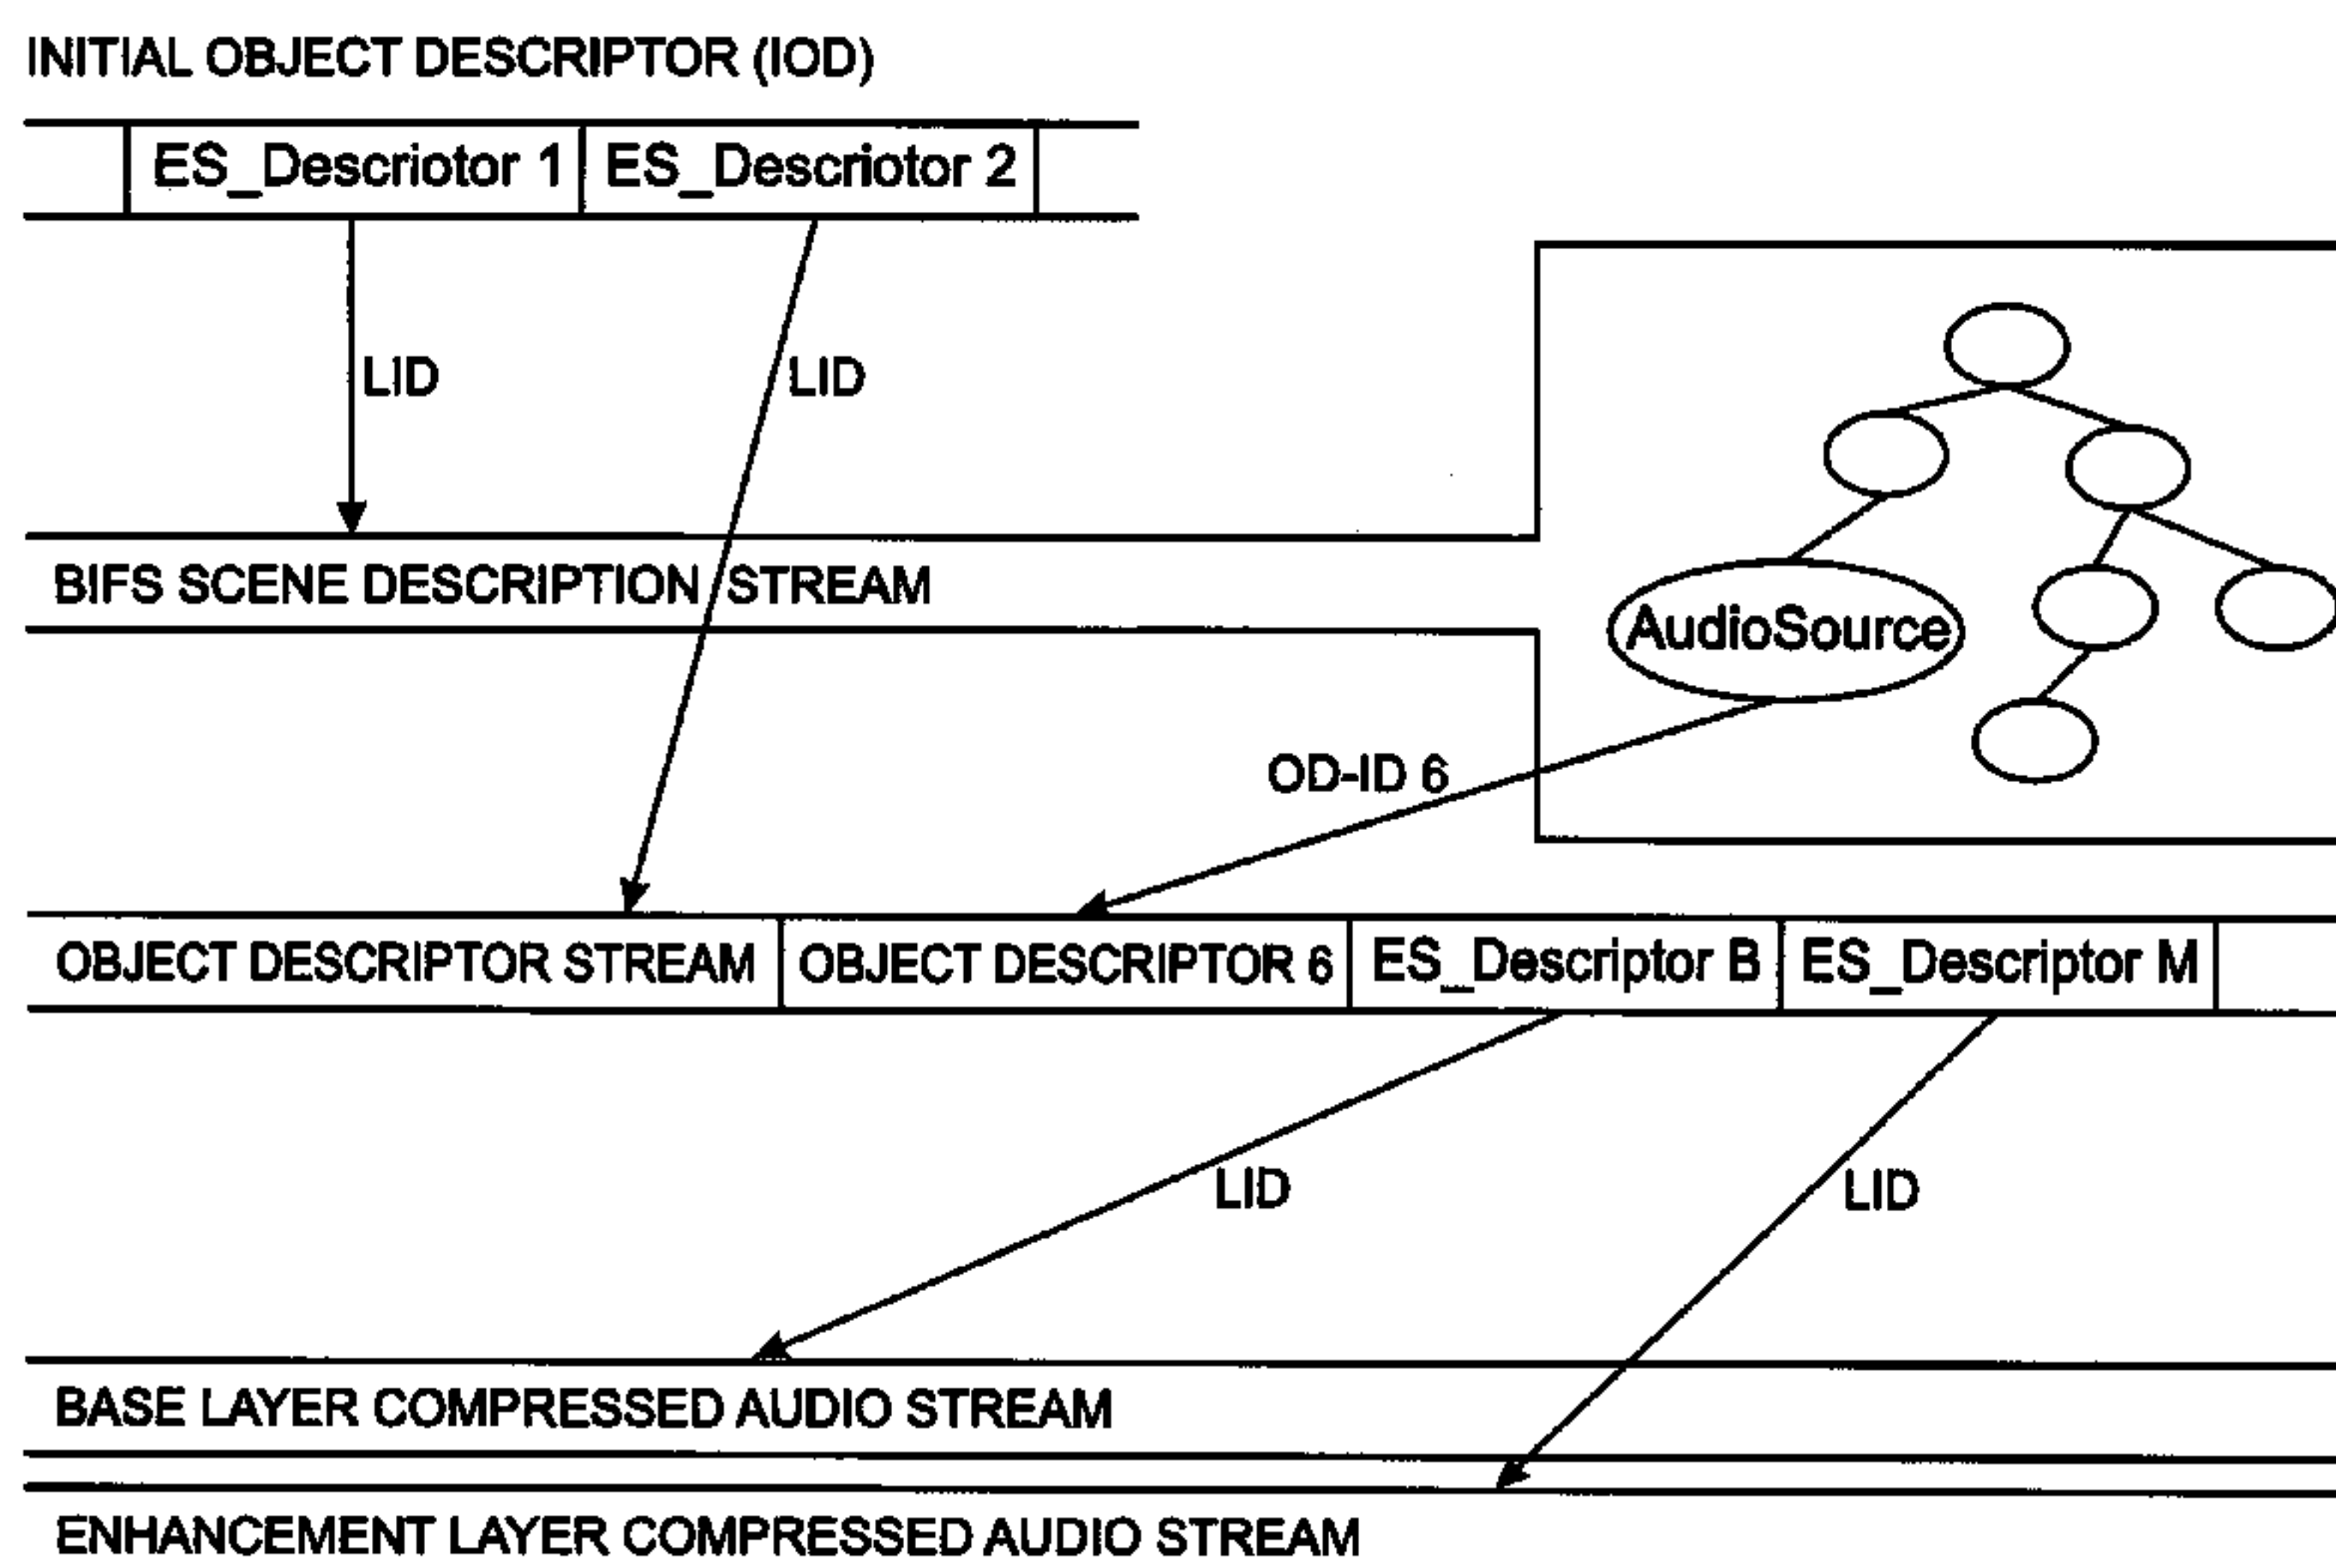 INITIAL OBJECT DESCRIPTOR (IOD)
ES_Descriotor 1 ES_Descriotor 2
LID LID
BIFS SCENE DESCRIPTION STREAM
AudioSource
OD-ID 6
OBJECT DESCRIPTOR STREAM OBJECT DESCRIPTOR 6 ES_Descriptor B ES_Descriptor M
LID LID
BASE LAYER COMPRESSED AUDIO STREAM
ENHANCEMENT LAYER COMPRESSED AUDIO STREAM